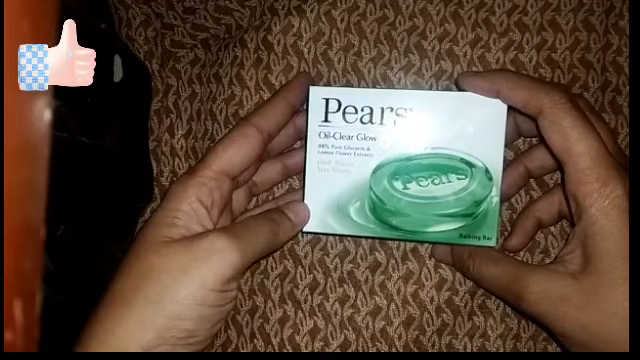 Pears
Oil-Clear Glow
98% Pure Glycerin &
Lemon Flower Extracts
Pears
Bathing Bar